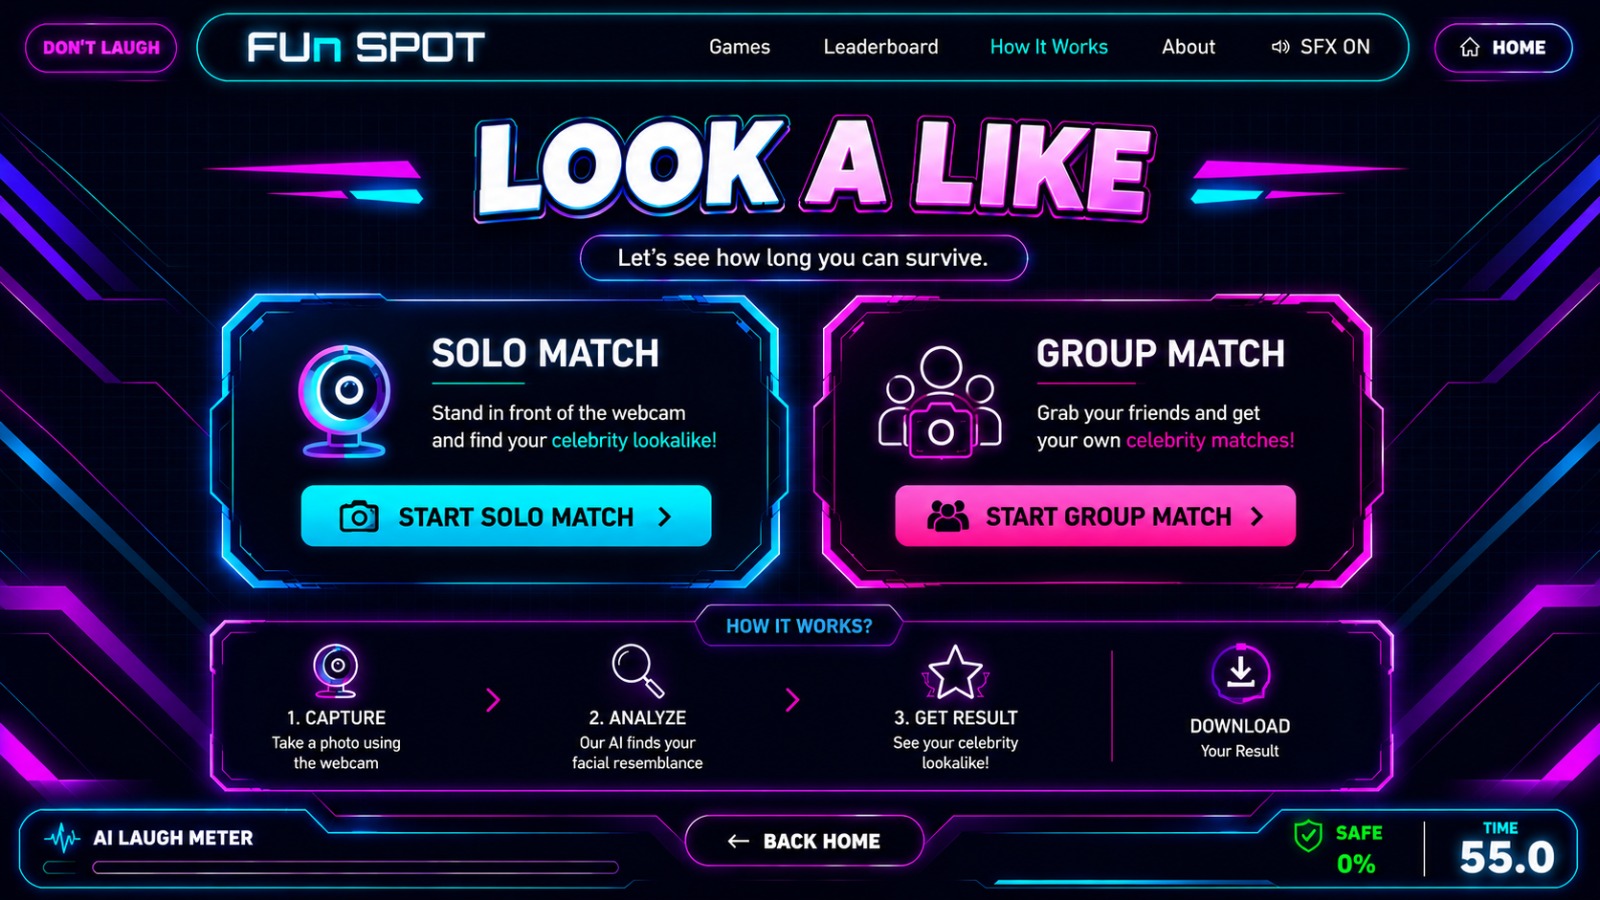 DON'T LAUGH
FUn SPOT
Games
Leaderboard
How It Works
About
SFX ON
HOME
LOOK A LIKE
Let's see how long you can survive.
SOLO MATCH
Stand in front of the webcam
and find your celebrity lookalike!
START SOLO MATCH
GROUP MATCH
Grab your friends and get
your own celebrity matches!
START GROUP MATCH
HOW IT WORKS?
1. CAPTURE
Take a photo using
the webcam
2. ANALYZE
Our AI finds your
facial resemblance
3. GET RESULT
See your celebrity
lookalike!
DOWNLOAD
Your Result
AI LAUGH METER
BACK HOME
SAFE
0%
TIME
55.0